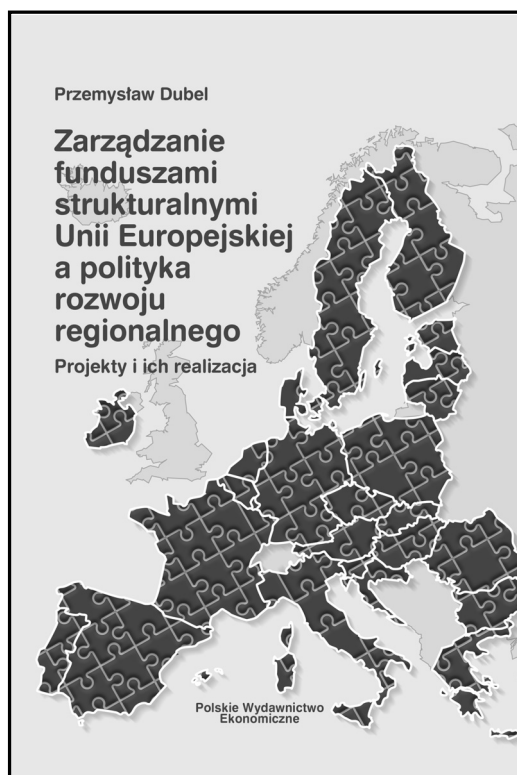 Przemysław Dubel
Zarządzanie
funduszami
strukturalnymi
Unii Europejskiej
a polityka
rozwoju
regionalnego
Projekty i ich realizacja
Polskie Wydawnictwo
Ekonomiczne